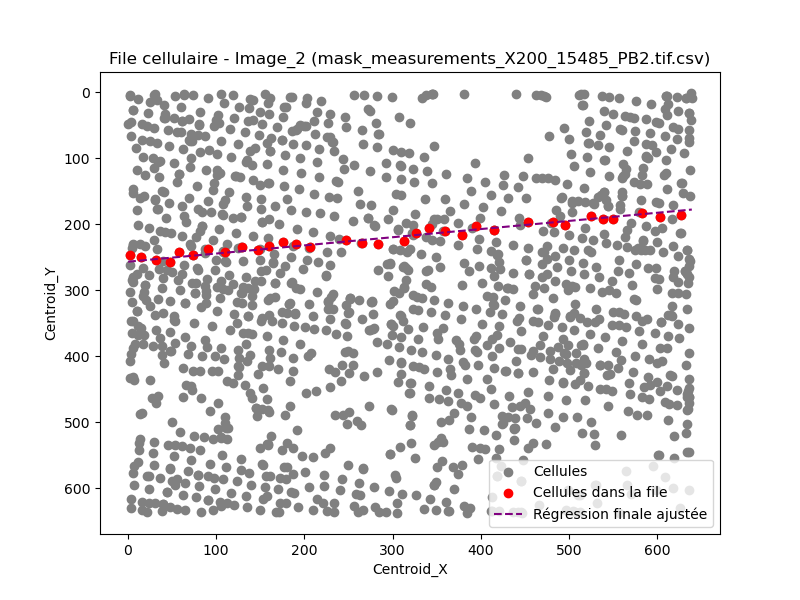 File cellulaire - Image_2 (mask_measurements_X200_15485_PB2.tif.csv)
0
100
200
300
400
500
600
Centroid_Y
0 100 200 300 400 500 600
Centroid_X
Cellules
Cellules dans la file
Régression finale ajustée